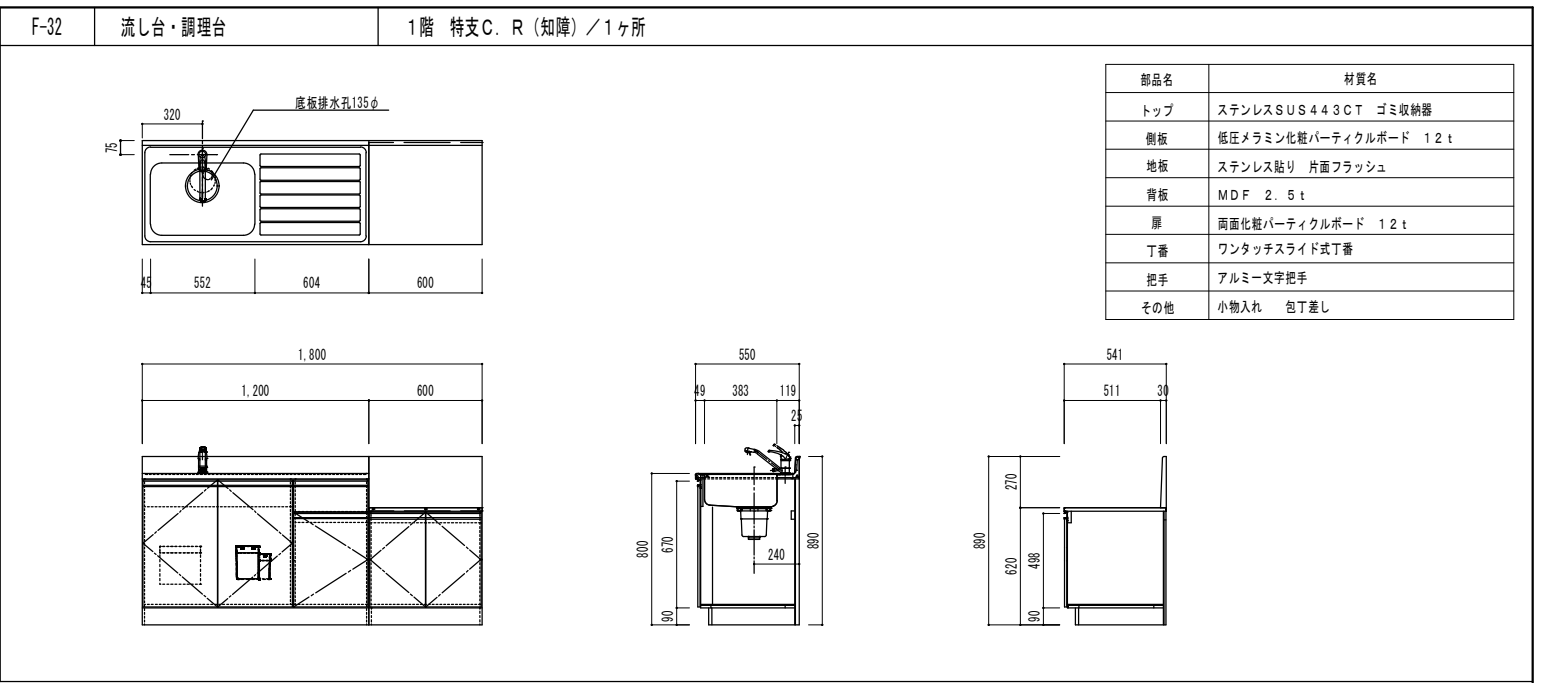 F-32 流し台・調理台 1階 特支C．R（知障）／1ヶ所
部品名 材質名
トップ ステンレスSUS443CT ゴミ収納器
側板 低圧メラミン化粧パーティクルボード 12t
地板 ステンレス貼り 片面フラッシュ
背板 MDF 2．5t
扉 両面化粧パーティクルボード 12t
丁番 ワンタッチスライド式丁番
把手 アルミ一文字把手
その他 小物入れ 包丁差し
底板排水孔135φ
320
75
45 552 604 600
1,800
1,200 600
550
49 383 119
25
800 670 90
240
890
541
511 30
890
270
620 498
90